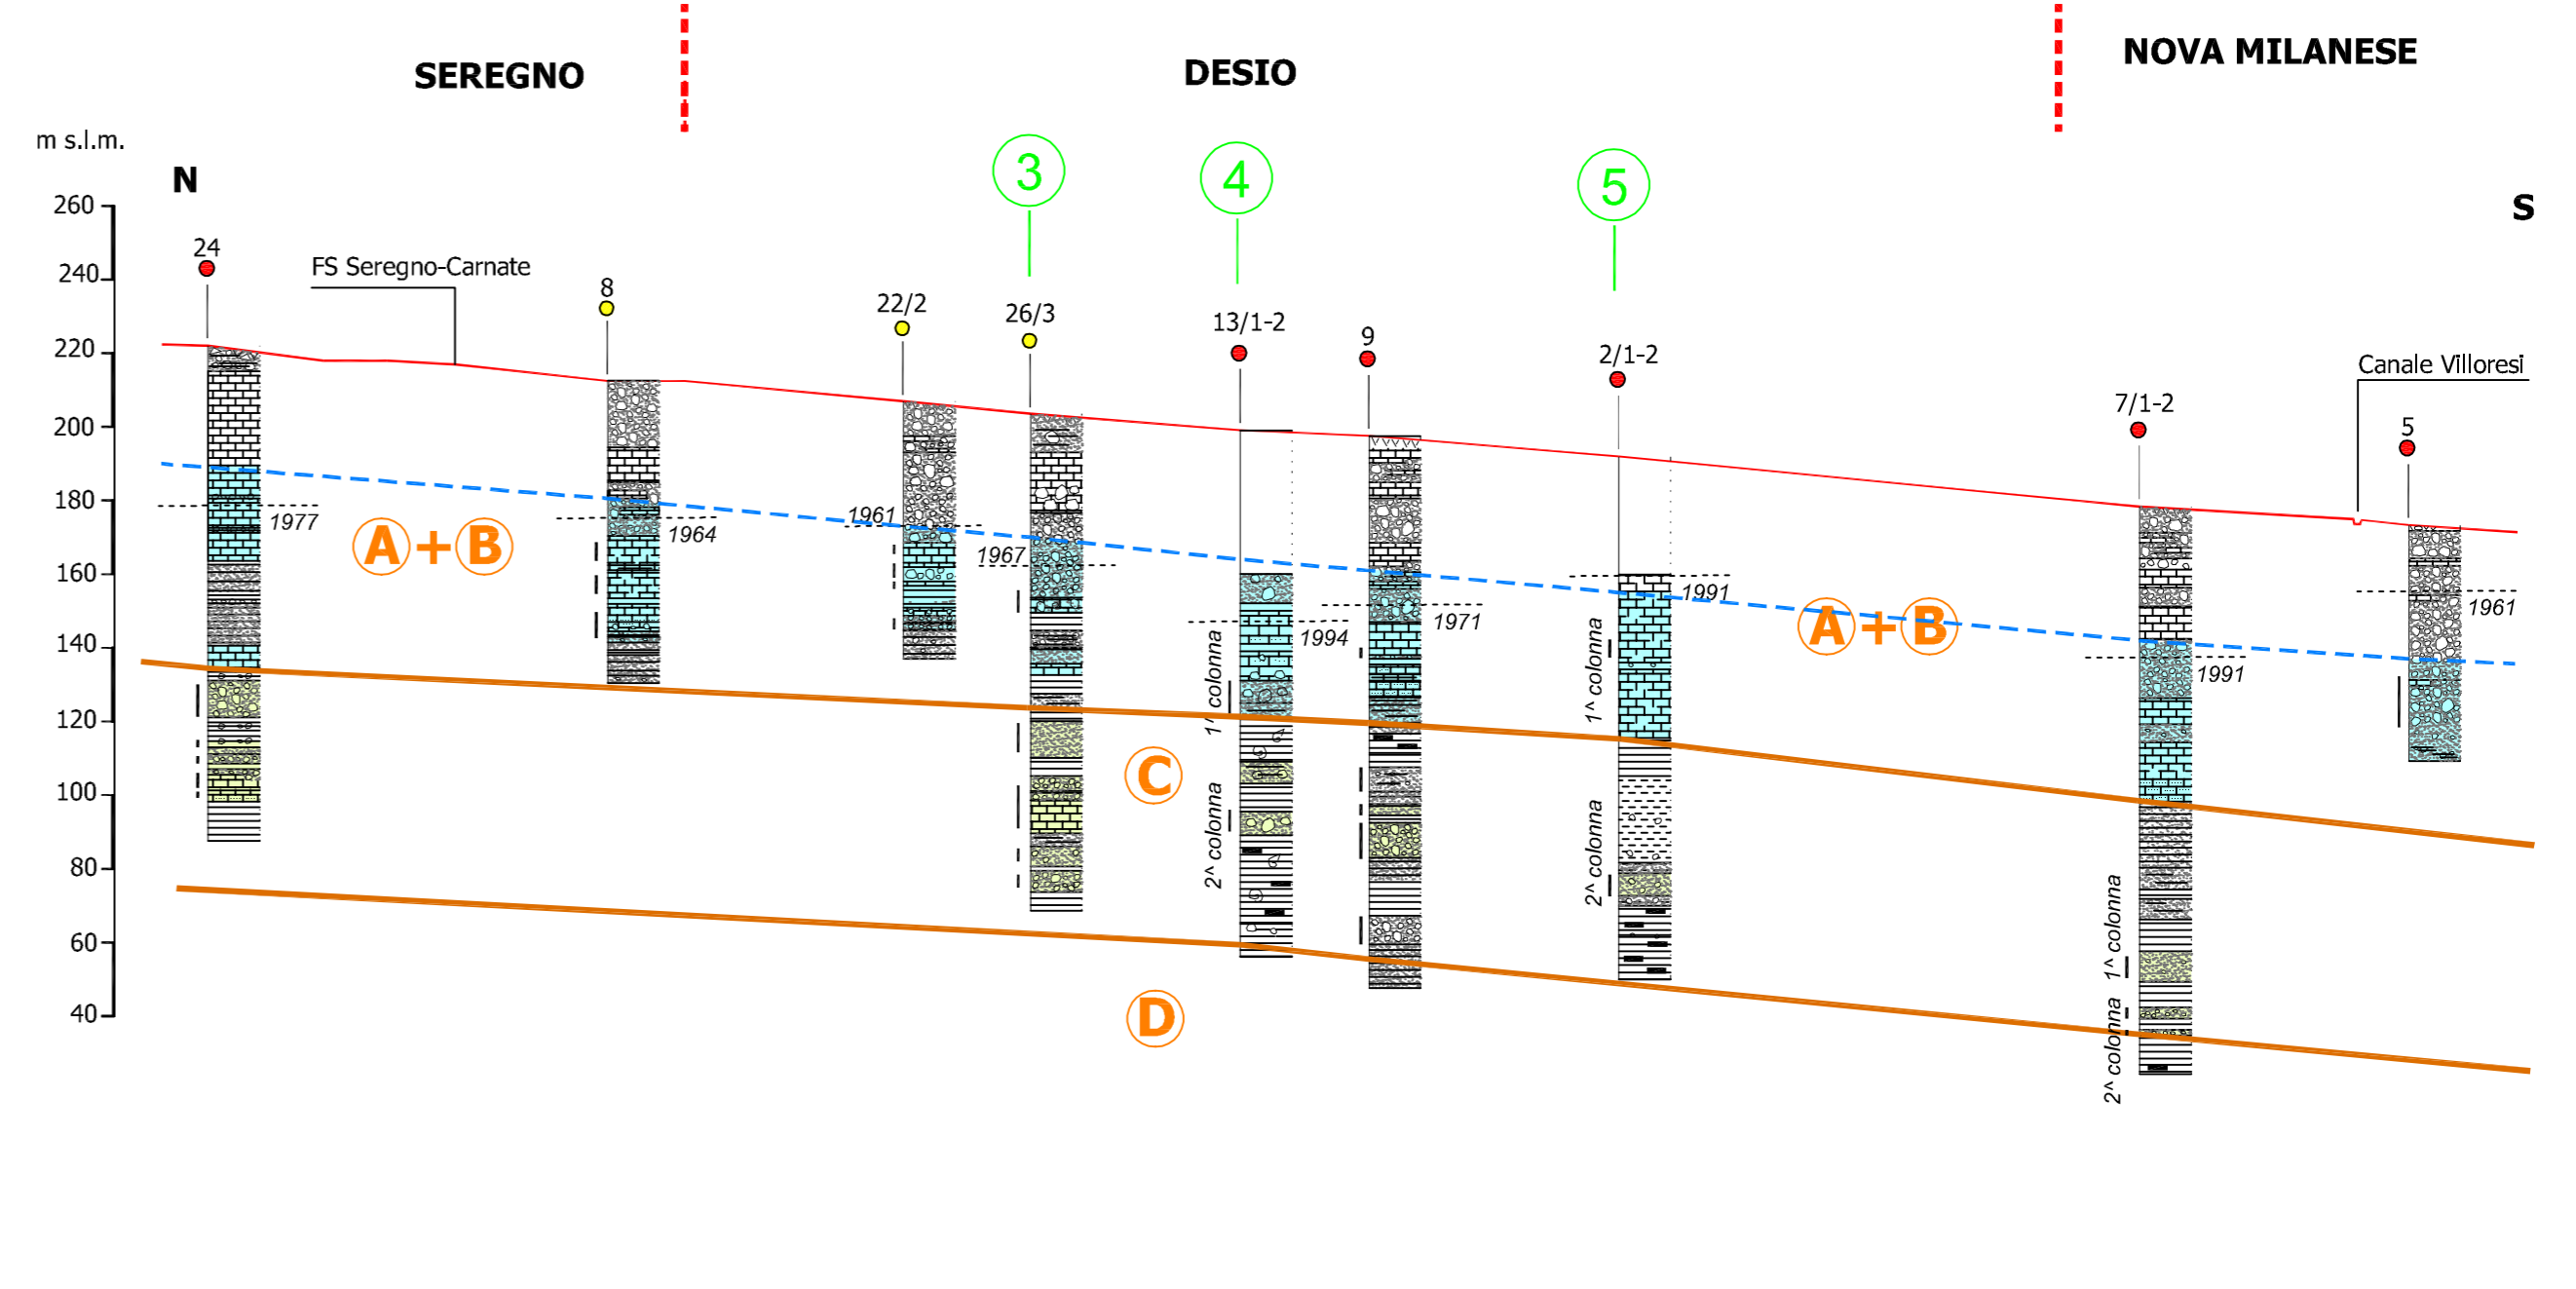 SEREGNO
DESIO
NOVA MILANESE
m s.l.m.
N
S
3
4
5
260
240
220
200
180
160
140
120
100
80
60
40
24
FS Seregno-Carnate
8
22/2
26/3
13/1-2
9
2/1-2
7/1-2
Canale Villoresi
5
1977
1964
1961
1967
1994
1971
1991
1991
1961
A+B
A+B
C
D
1^ colonna
2^ colonna
1^ colonna
2^ colonna
1^ colonna
2^ colonna